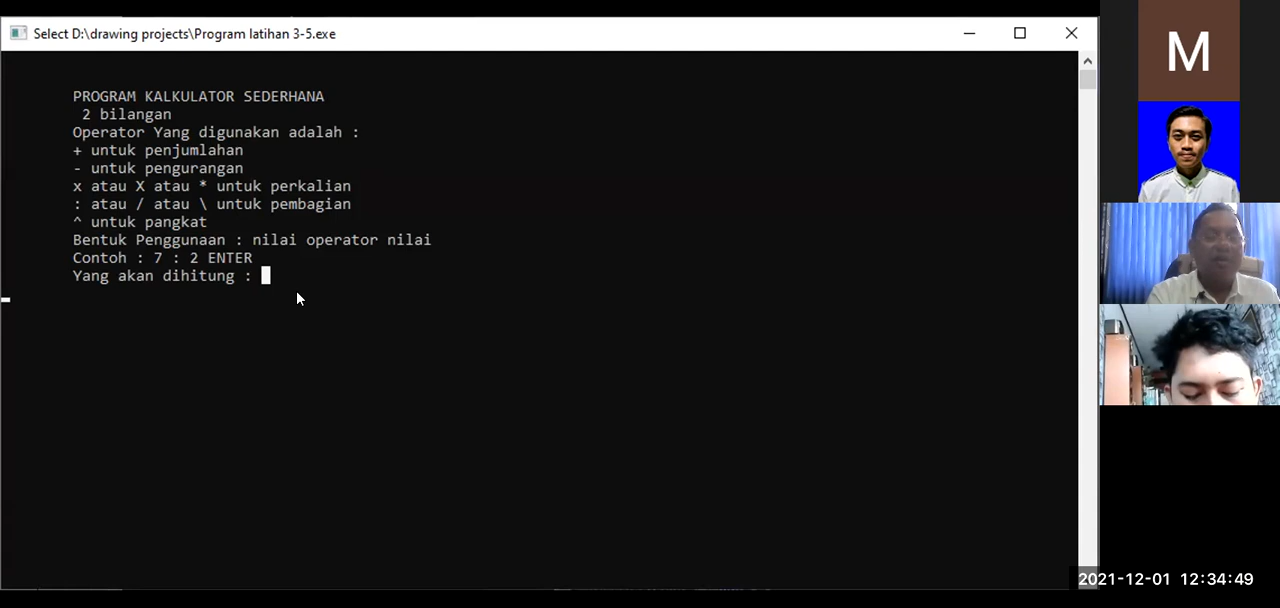 Select D:\drawing projects\Program latihan 3-5.exe
PROGRAM KALKULATOR SEDERHANA
2 bilangan
Operator Yang digunakan adalah :
+ untuk penjumlahan
- untuk pengurangan
x atau X atau * untuk perkalian
: atau / atau \ untuk pembagian
^ untuk pangkat
Bentuk Penggunaan : nilai operator nilai
Contoh : 7 : 2 ENTER
Yang akan dihitung :
M
2021-12-01 12:34:49